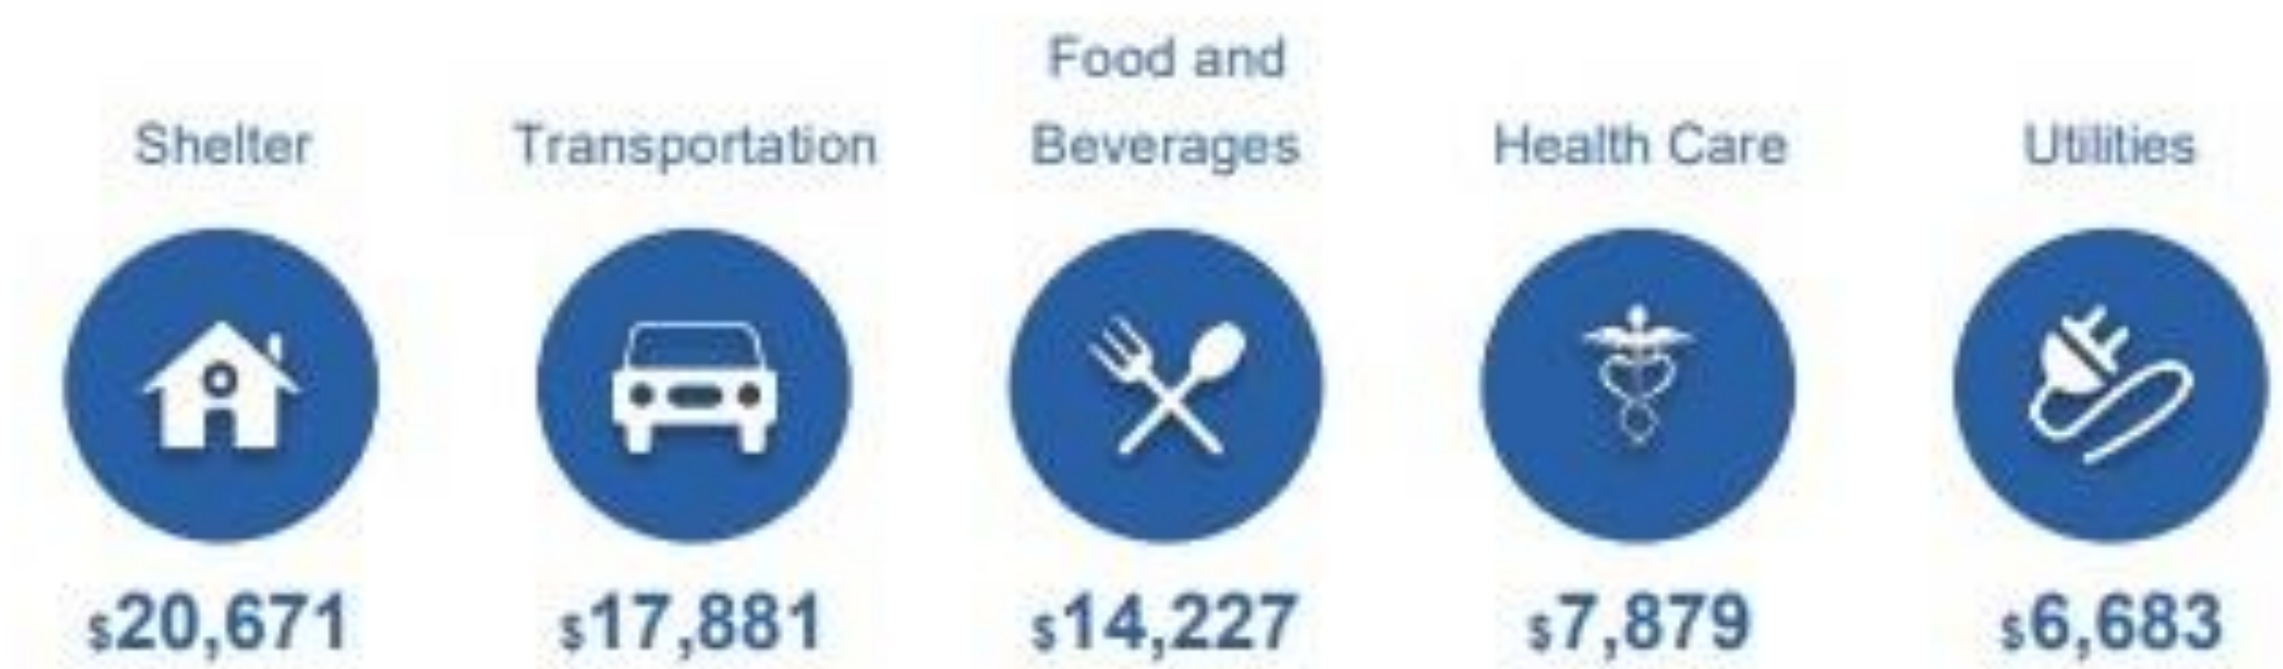 Shelter
$20,671
Transportation
$17,881
Food and
Beverages
$14,227
Health Care
$7,879
Utilities
$6,683